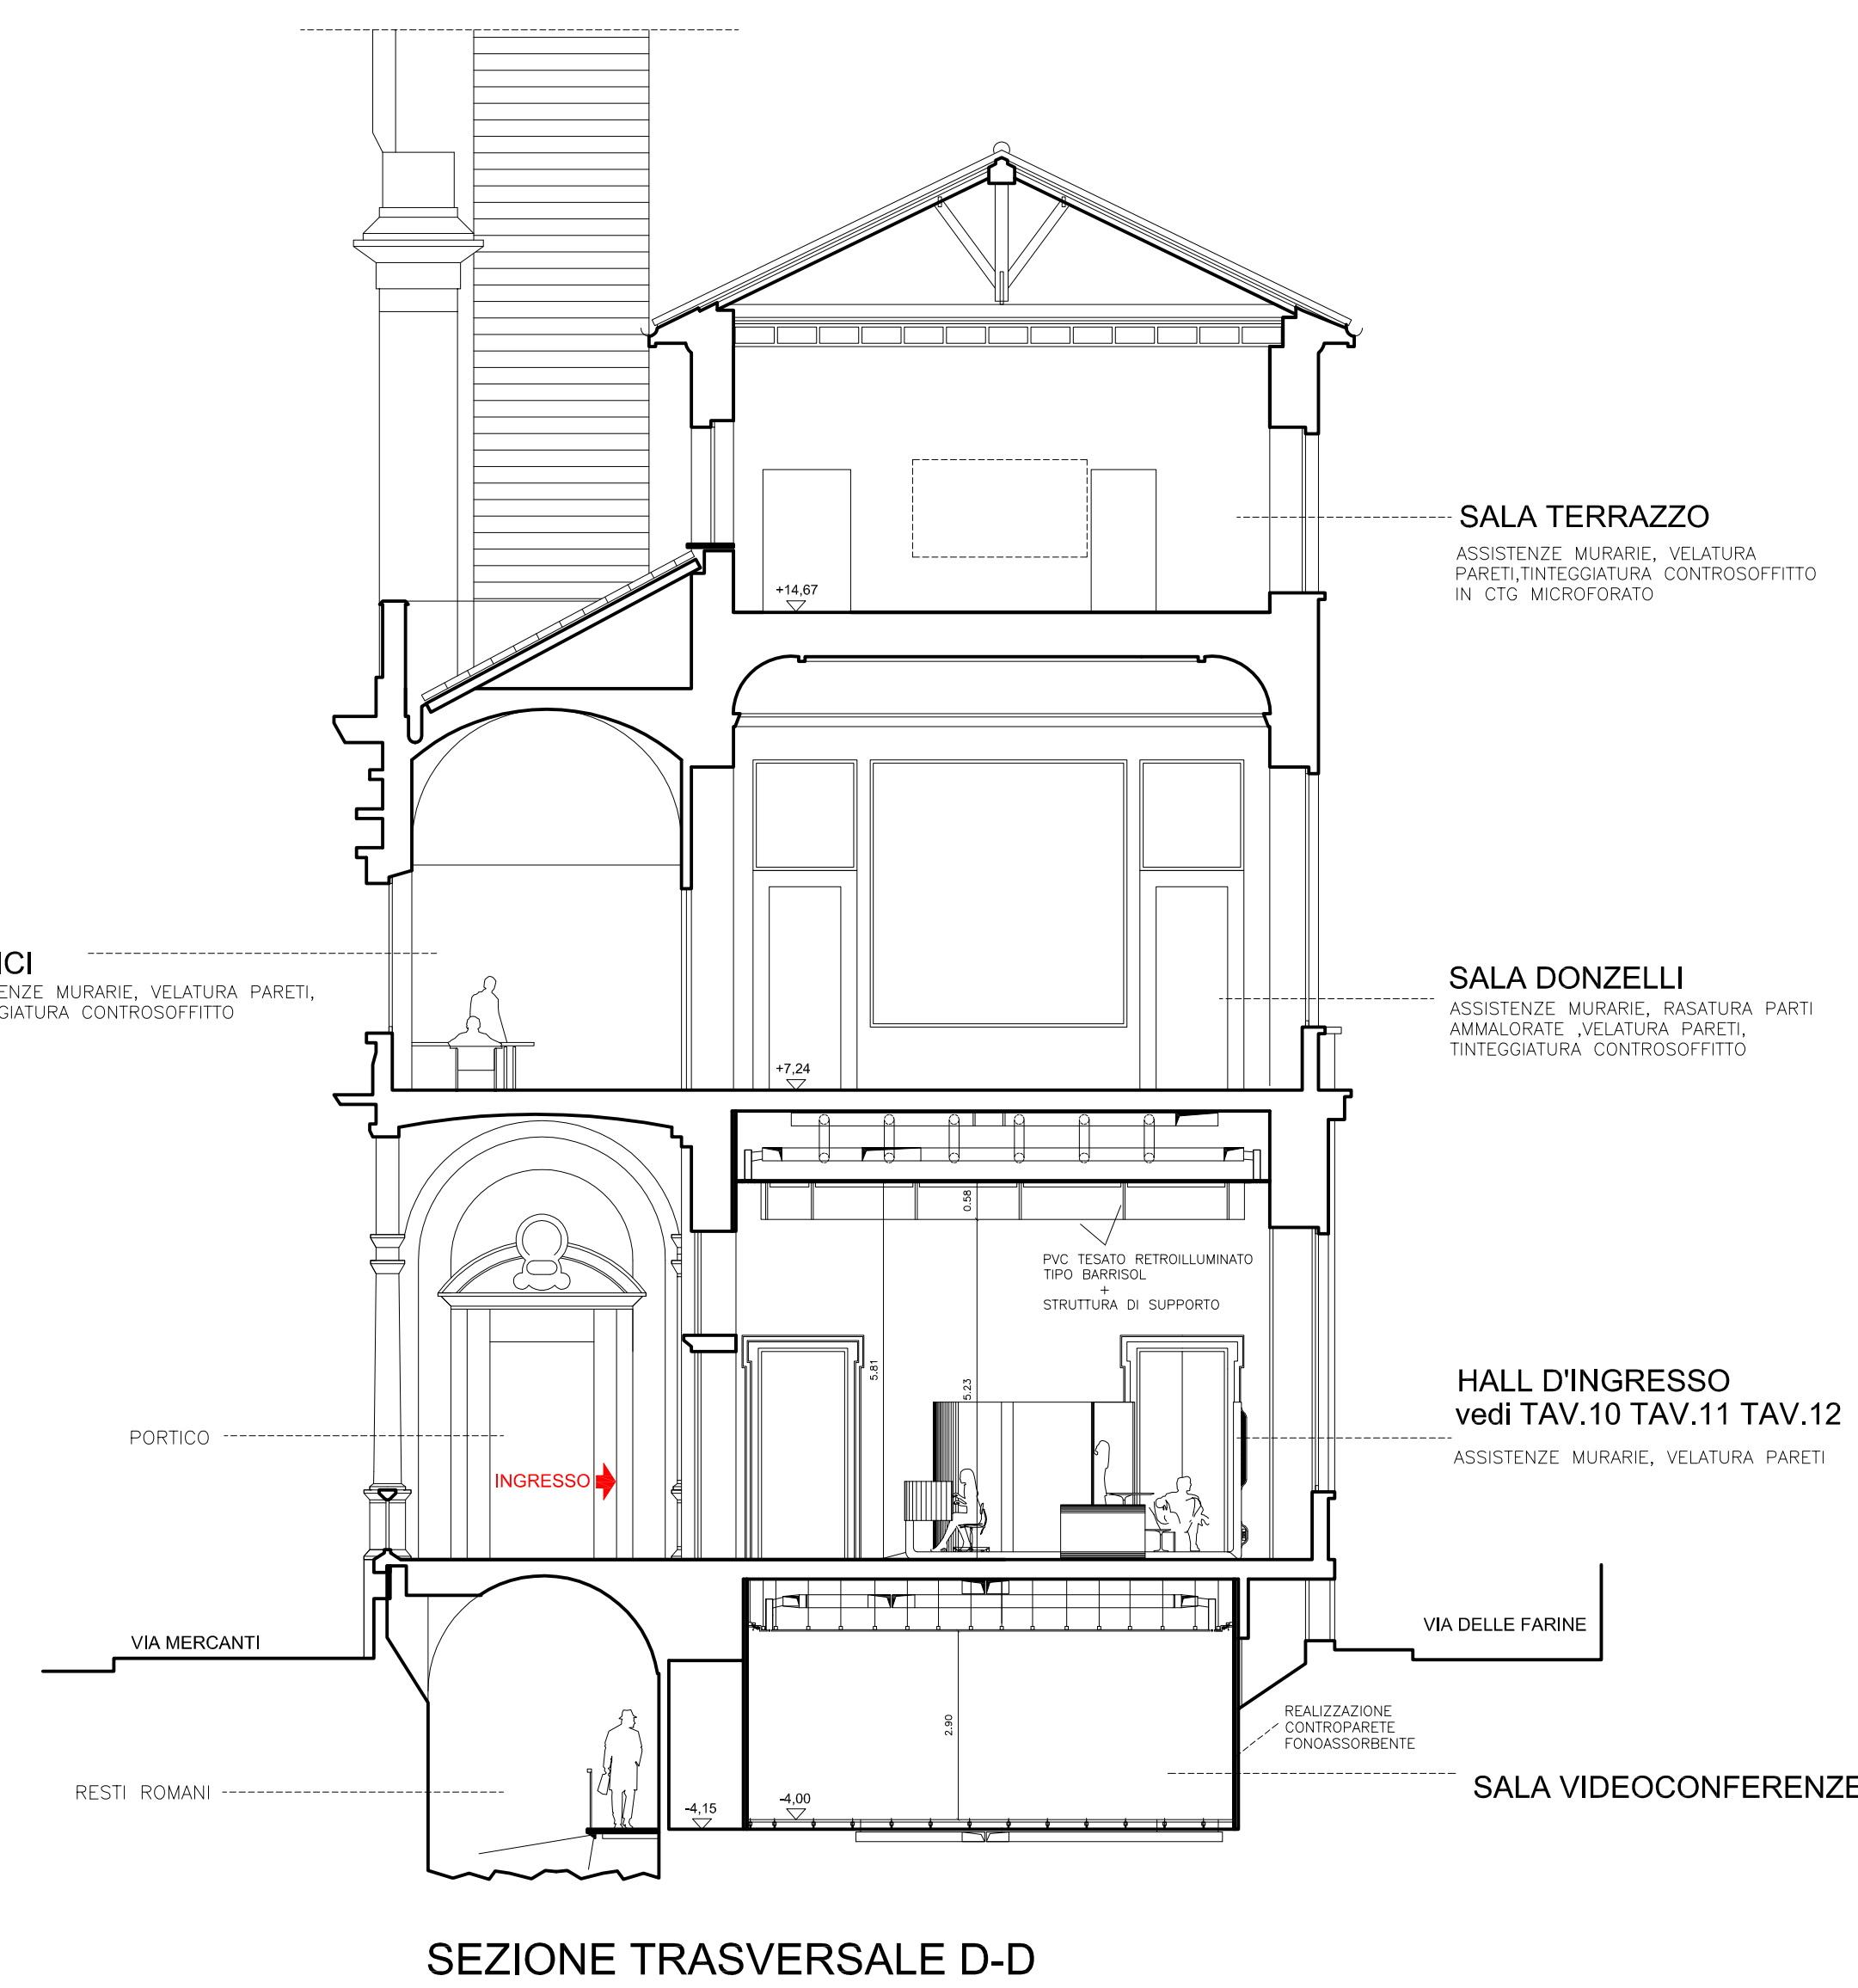 SALA TERRAZZO
ASSISTENZE MURARIE, VELATURA
PARETI,TINTEGGIATURA CONTROSOFFITTO
IN CTG MICROFORATO
+14,67
ICI
ENZE MURARIE, VELATURA PARETI,
GIATURA CONTROSOFFITTO
SALA DONZELLI
ASSISTENZE MURARIE, RASATURA PARTI
AMMALORATE ,VELATURA PARETI,
TINTEGGIATURA CONTROSOFFITTO
+7,24
0.58
PVC TESATO RETROILLUMINATO
TIPO BARRISOL
+
STRUTTURA DI SUPPORTO
5.81
5.23
HALL D'INGRESSO
vedi TAV.10 TAV.11 TAV.12
ASSISTENZE MURARIE, VELATURA PARETI
PORTICO
INGRESSO
VIA MERCANTI
VIA DELLE FARINE
2.90
REALIZZAZIONE
CONTROPARETE
FONOASSORBENTE
RESTI ROMANI
-4,15
-4,00
SALA VIDEOCONFERENZE
SEZIONE TRASVERSALE D-D